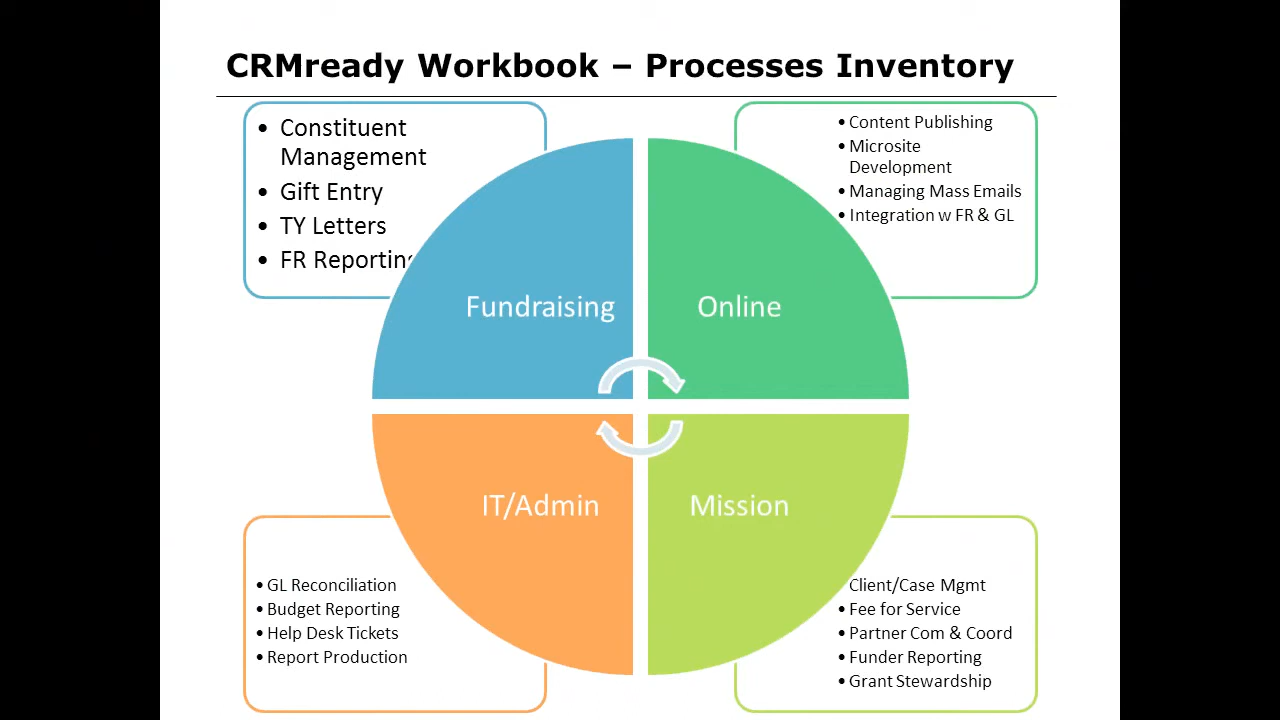 CRMready Workbook – Processes Inventory
• Constituent
Management
• Gift Entry
• TY Letters
• FR Reporting
• Content Publishing
• Microsite
Development
• Managing Mass Emails
• Integration w FR & GL
Fundraising
Online
IT/Admin
Mission
• GL Reconciliation
• Budget Reporting
• Help Desk Tickets
• Report Production
Client/Case Mgmt
• Fee for Service
• Partner Com & Coord
• Funder Reporting
• Grant Stewardship